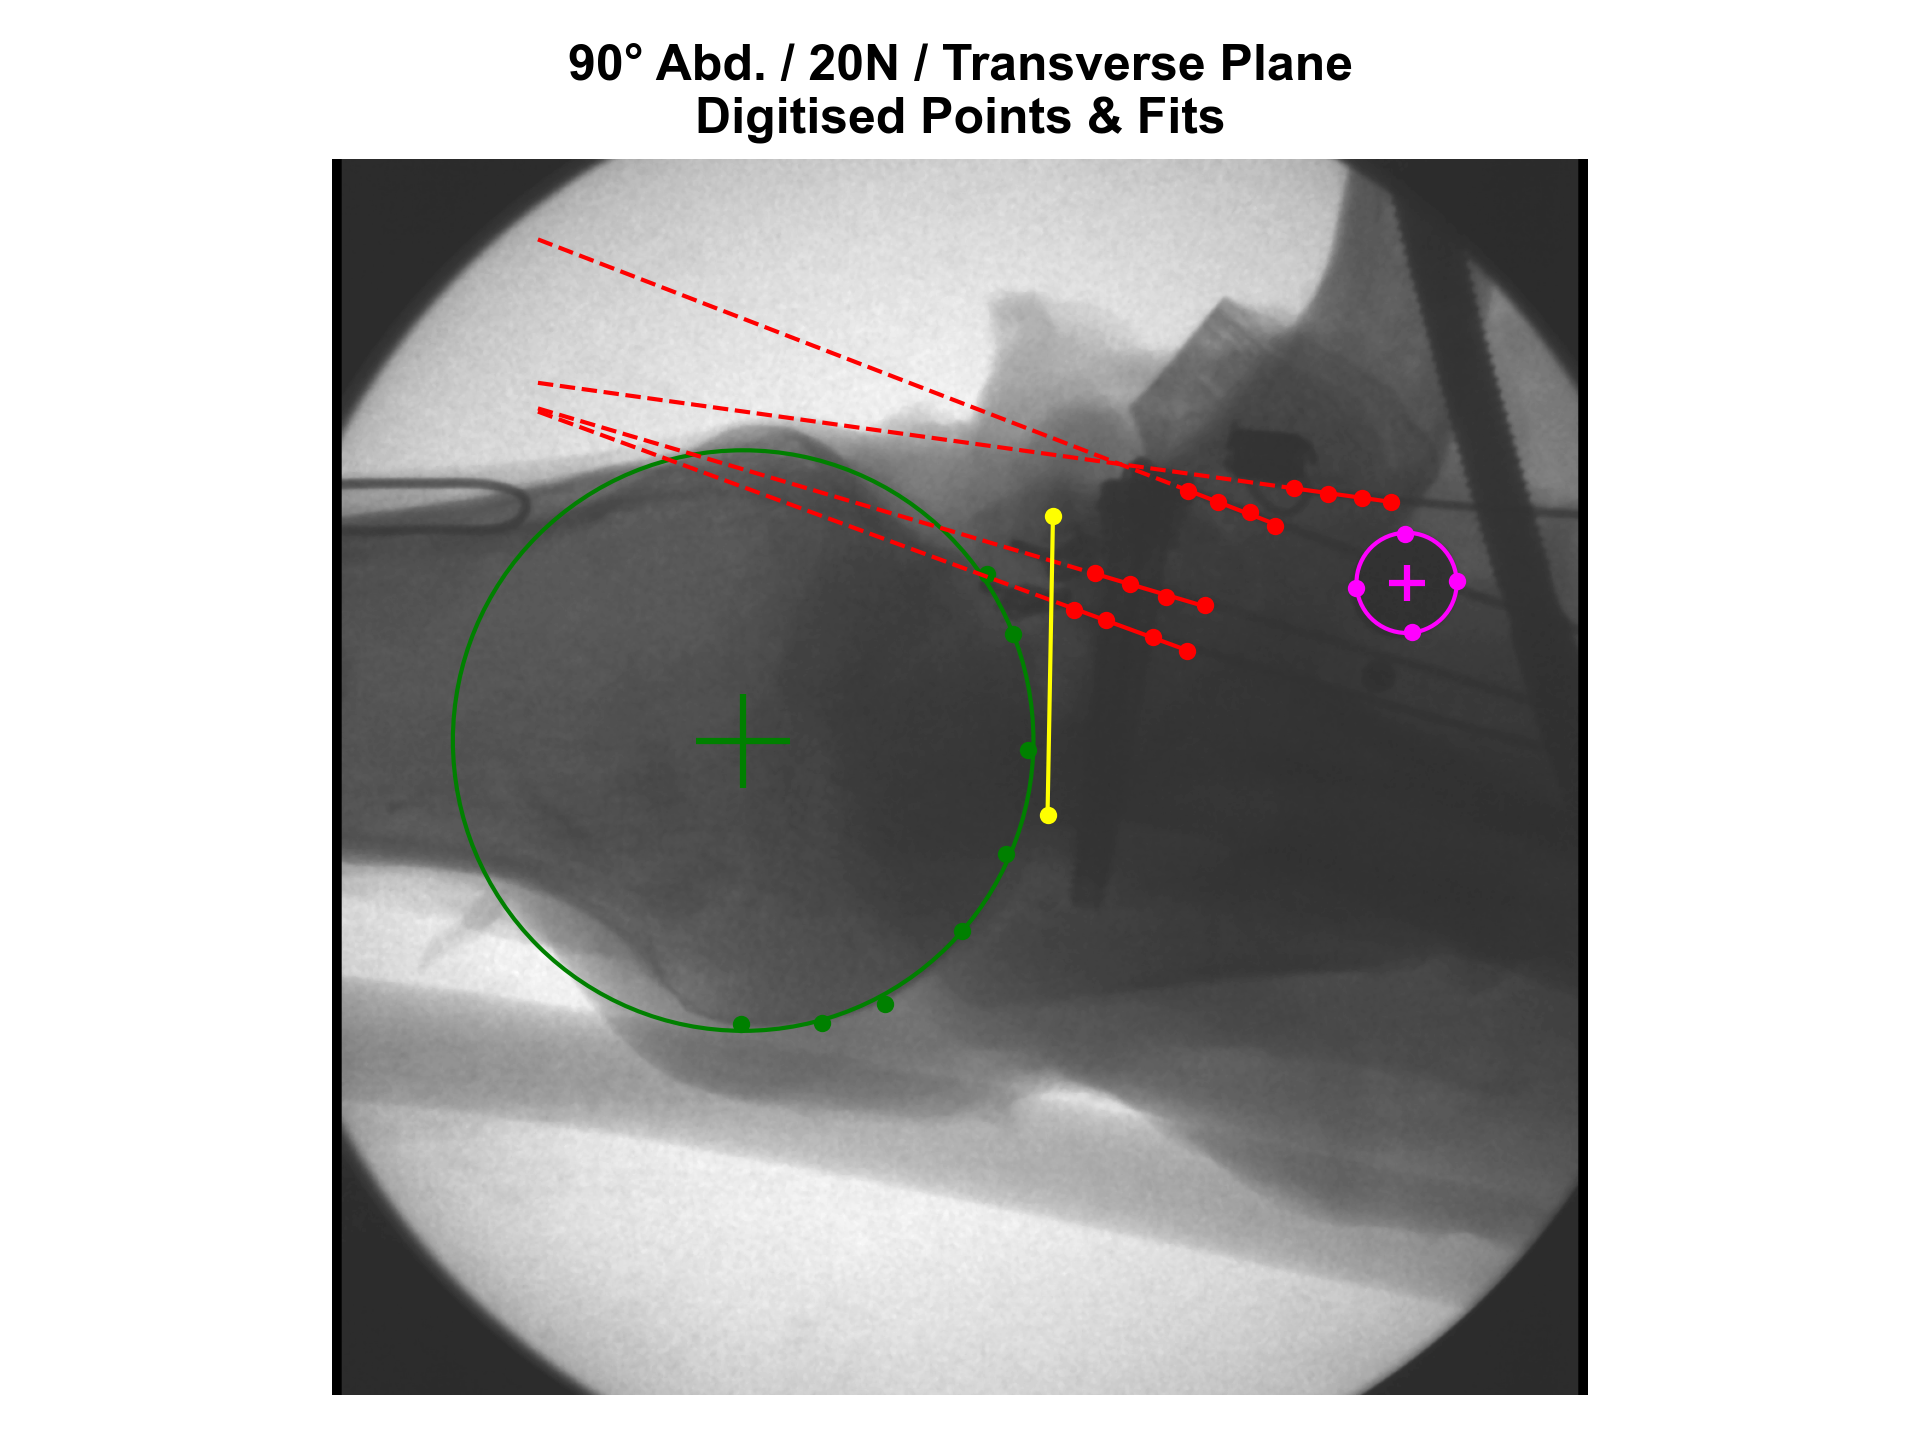 90° Abd. / 20N / Transverse Plane
Digitised Points & Fits